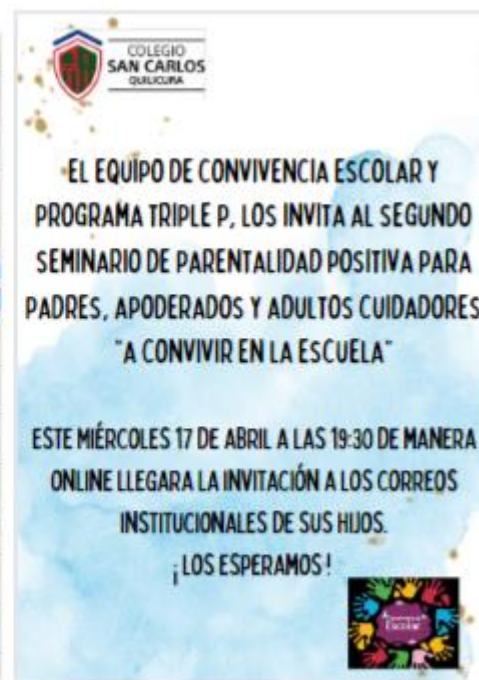 COLEGIO
SAN CARLOS
QUILICURA
EL EQUIPO DE CONVIVENCIA ESCOLAR Y
PROGRAMA TRIPLE P, LOS INVITA AL SEGUNDO
SEMINARIO DE PARENTALIDAD POSITIVA PARA
PADRES, APODERADOS Y ADULTOS CUIDADORES
"A CONVIVIR EN LA ESCUELA"
ESTE MIÉRCOLES 17 DE ABRIL A LAS 19:30 DE MANERA
ONLINE LLEGARA LA INVITACIÓN A LOS CORREOS
INSTITUCIONALES DE SUS HIJOS.
¡LOS ESPERAMOS!
Escolar